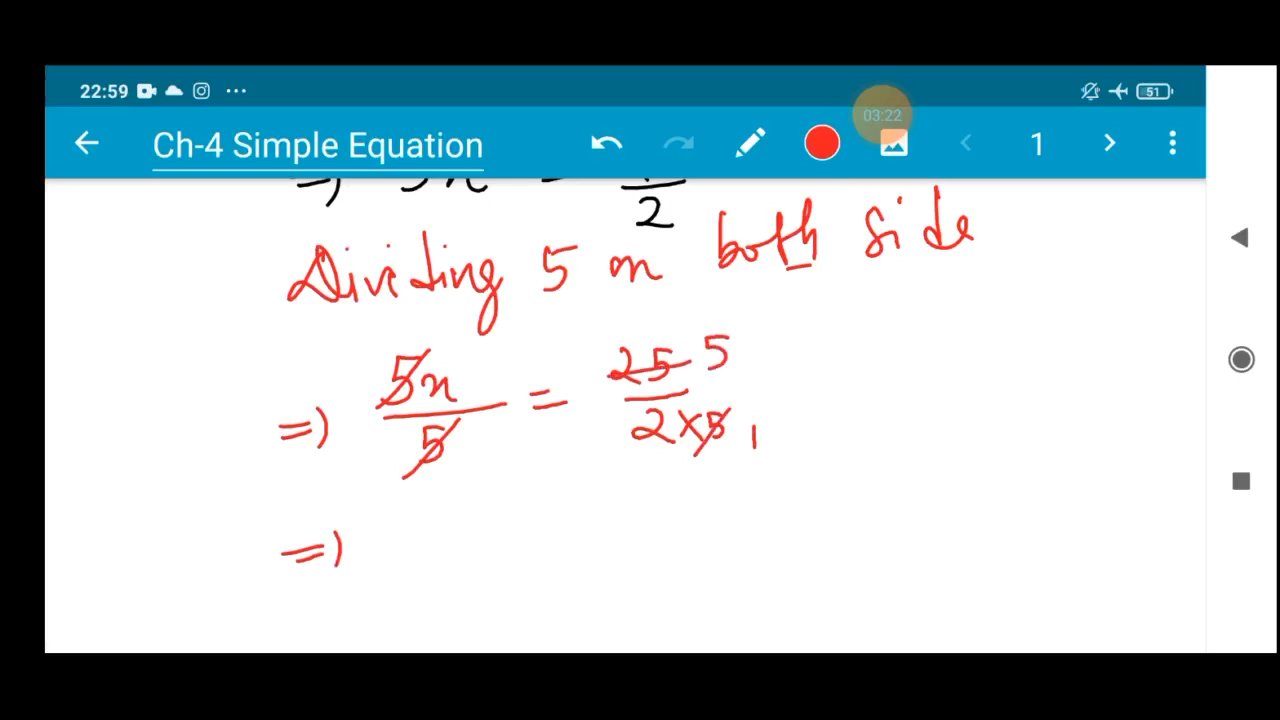 22:59 ... 51
03:22
Ch-4 Simple Equation 1
2
Dividing 5 on both side
=) 5x/5 = 25 5/2×5 1
=)